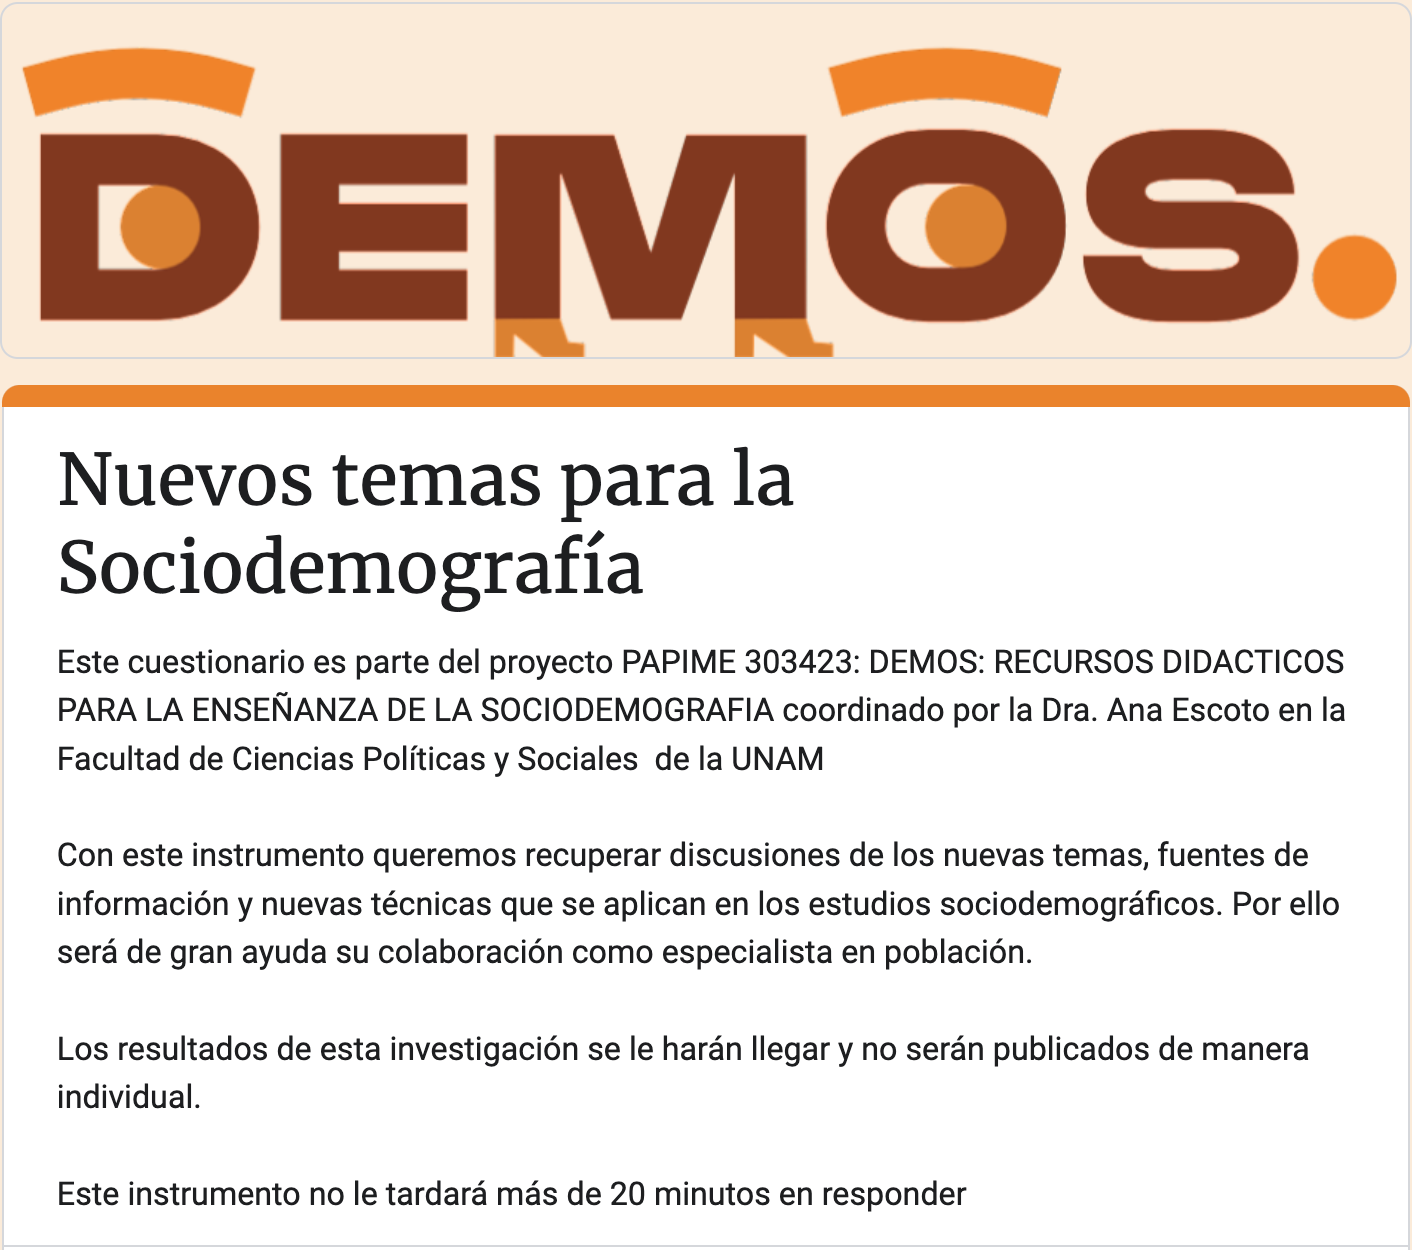 DEMOS.
Nuevos temas para la
Sociodemografía
Este cuestionario es parte del proyecto PAPIME 303423: DEMOS: RECURSOS DIDACTICOS
PARA LA ENSEÑANZA DE LA SOCIODEMOGRAFIA coordinado por la Dra. Ana Escoto en la
Facultad de Ciencias Políticas y Sociales  de la UNAM
Con este instrumento queremos recuperar discusiones de los nuevas temas, fuentes de
información y nuevas técnicas que se aplican en los estudios sociodemográficos. Por ello
será de gran ayuda su colaboración como especialista en población.
Los resultados de esta investigación se le harán llegar y no serán publicados de manera
individual.
Este instrumento no le tardará más de 20 minutos en responder